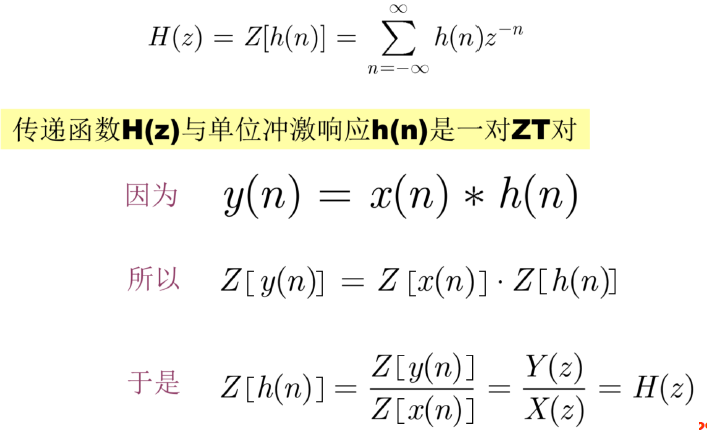 H(z) = Z[h(n)] = \sum_{n=-\infty}^{\infty} h(n)z^{-n}
传递函数H(z)与单位冲激响应h(n)是一对ZT对
因为 y(n) = x(n) * h(n)
所以 Z[y(n)] = Z[x(n)] · Z[h(n)]
于是 Z[h(n)] = \frac{Z[y(n)]}{Z[x(n)]} = \frac{Y(z)}{X(z)} = H(z)